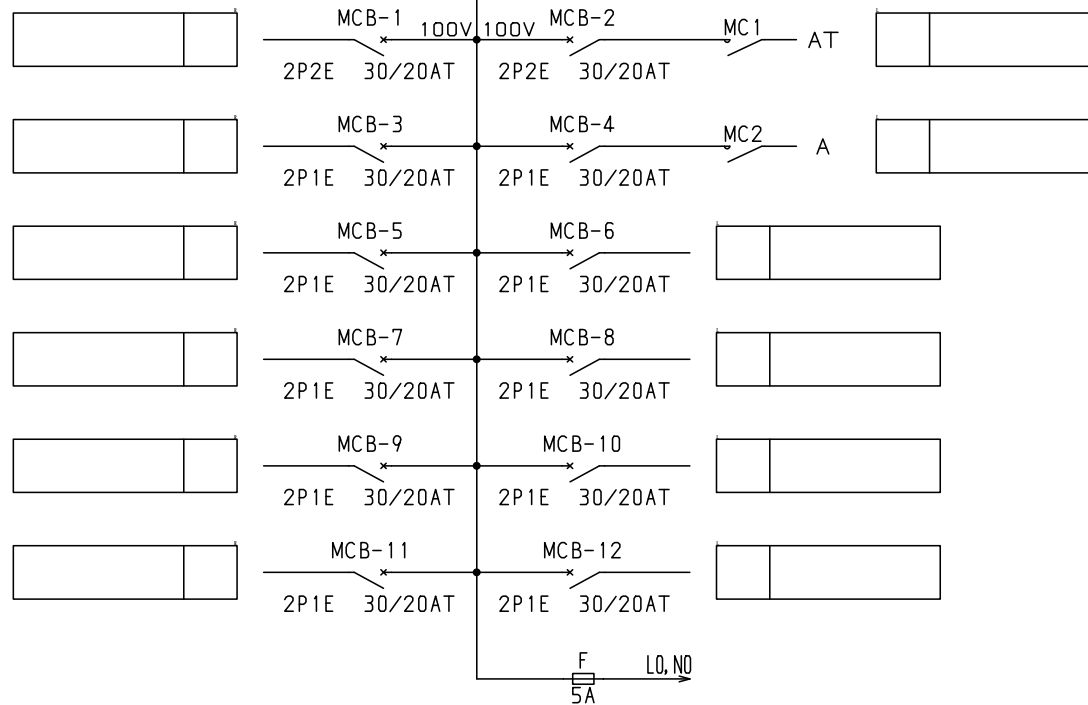 MCB-1 100V 100V MCB-2 MC1 AT
2P2E 30/20AT 2P2E 30/20AT
MCB-3 MCB-4 MC2 A
2P1E 30/20AT 2P1E 30/20AT
MCB-5 MCB-6
2P1E 30/20AT 2P1E 30/20AT
MCB-7 MCB-8
2P1E 30/20AT 2P1E 30/20AT
MCB-9 MCB-10
2P1E 30/20AT 2P1E 30/20AT
MCB-11 MCB-12
2P1E 30/20AT 2P1E 30/20AT
F L0,N0
5A